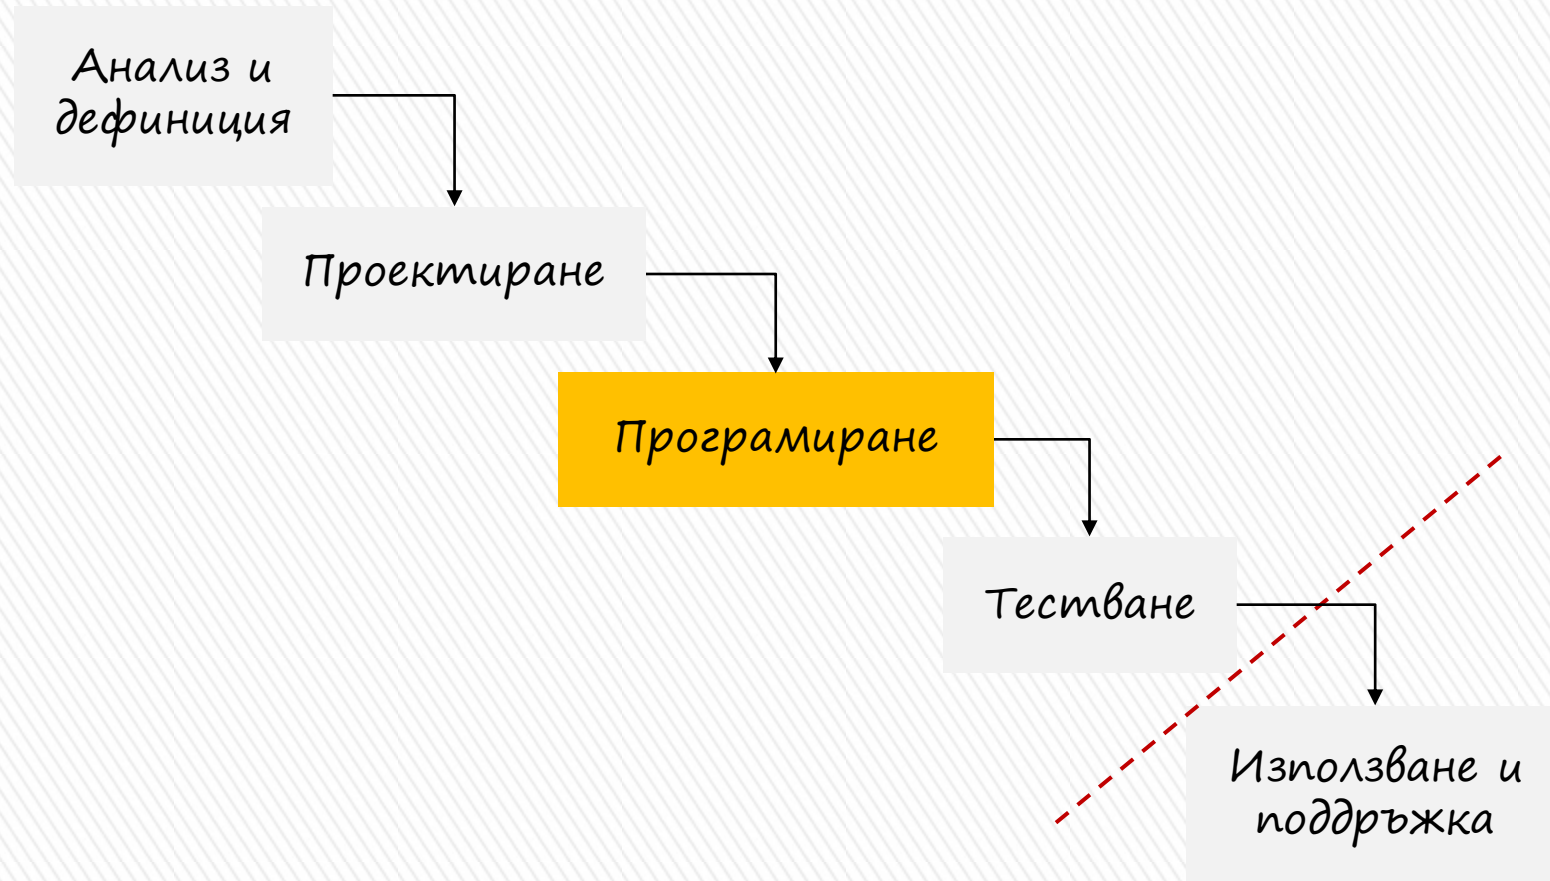 Анализ и
дефиниция
Проектиране
Програмиране
Тестване
Използване и
поддръжка